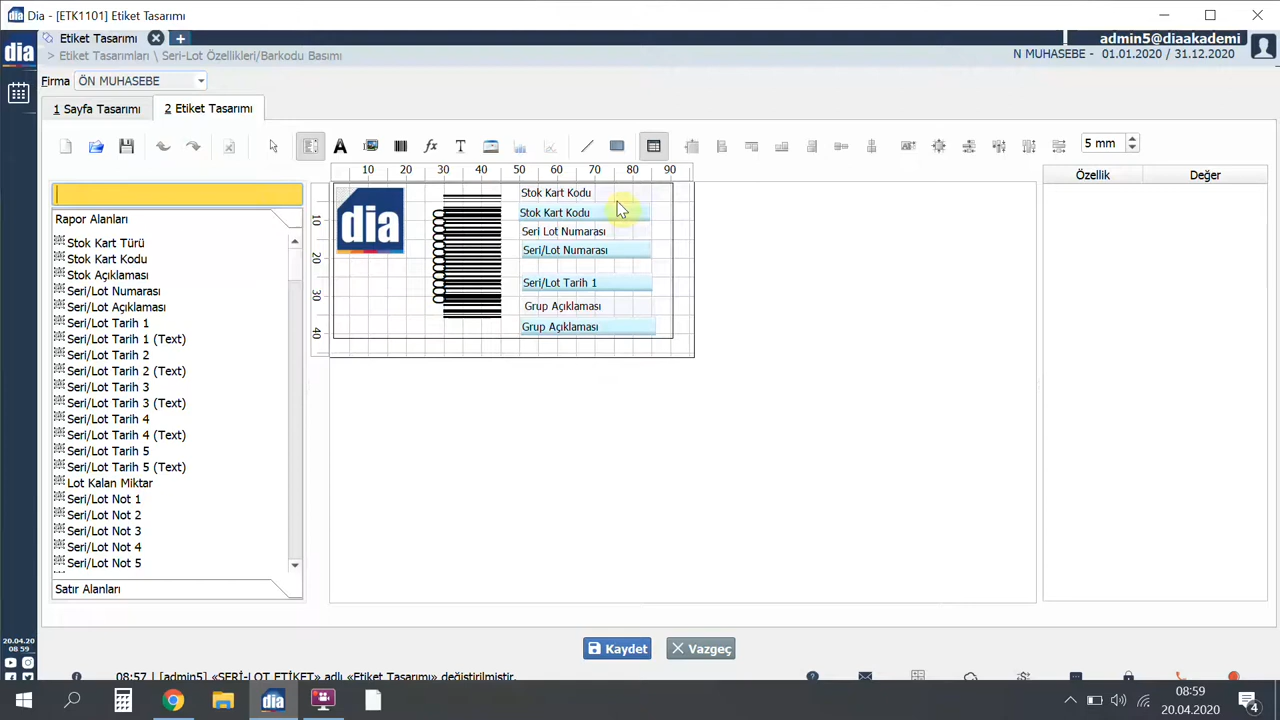 Dia - [ETK1101] Etiket Tasarımı
dia
Etiket Tasarımı
admin5@diaakademi
> Etiket Tasarımları \ Seri-Lot Özellikleri/Barkodu Basımı
N MUHASEBE - 01.01.2020 / 31.12.2020
Firma ÖN MUHASEBE
1 Sayfa Tasarımı
2 Etiket Tasarımı
5 mm
10 20 30 40 50 60 70 80 90
Özellik Değer
Rapor Alanları
Stok Kart Türü
Stok Kart Kodu
Stok Açıklaması
Seri/Lot Numarası
Seri/Lot Açıklaması
Seri/Lot Tarih 1
Seri/Lot Tarih 1 (Text)
Seri/Lot Tarih 2
Seri/Lot Tarih 2 (Text)
Seri/Lot Tarih 3
Seri/Lot Tarih 3 (Text)
Seri/Lot Tarih 4
Seri/Lot Tarih 4 (Text)
Seri/Lot Tarih 5
Seri/Lot Tarih 5 (Text)
Lot Kalan Miktar
Seri/Lot Not 1
Seri/Lot Not 2
Seri/Lot Not 3
Seri/Lot Not 4
Seri/Lot Not 5
Satır Alanları
10
20
30
40
dia
000000000
Stok Kart Kodu
Stok Kart Kodu
Seri Lot Numarası
Seri/Lot Numarası
Seri/Lot Tarih 1
Grup Açıklaması
Grup Açıklaması
Kaydet
Vazgeç
20.04.20
08 59
08:57 | [admin5] «SERİ-LOT ETİKET» adlı «Etiket Tasarımı» değiştirilmiştir.
dia
08:59
20.04.2020
4